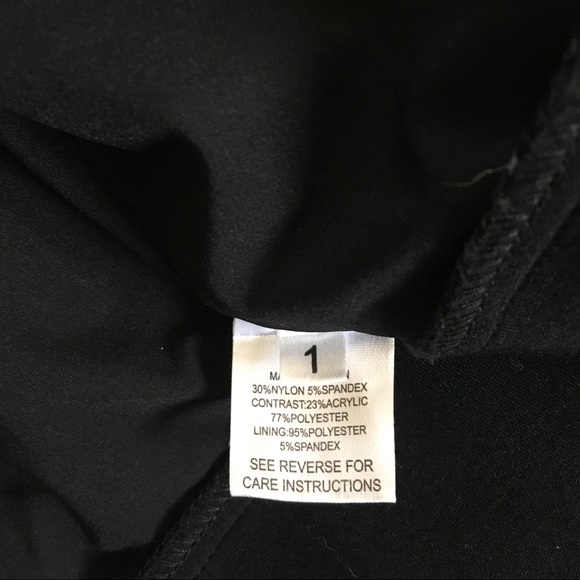 1
30%NYLON 5%SPANDEX
CONTRAST:23%ACRYLIC
77%POLYESTER
LINING:95%POLYESTER
5%SPANDEX
SEE REVERSE FOR
CARE INSTRUCTIONS